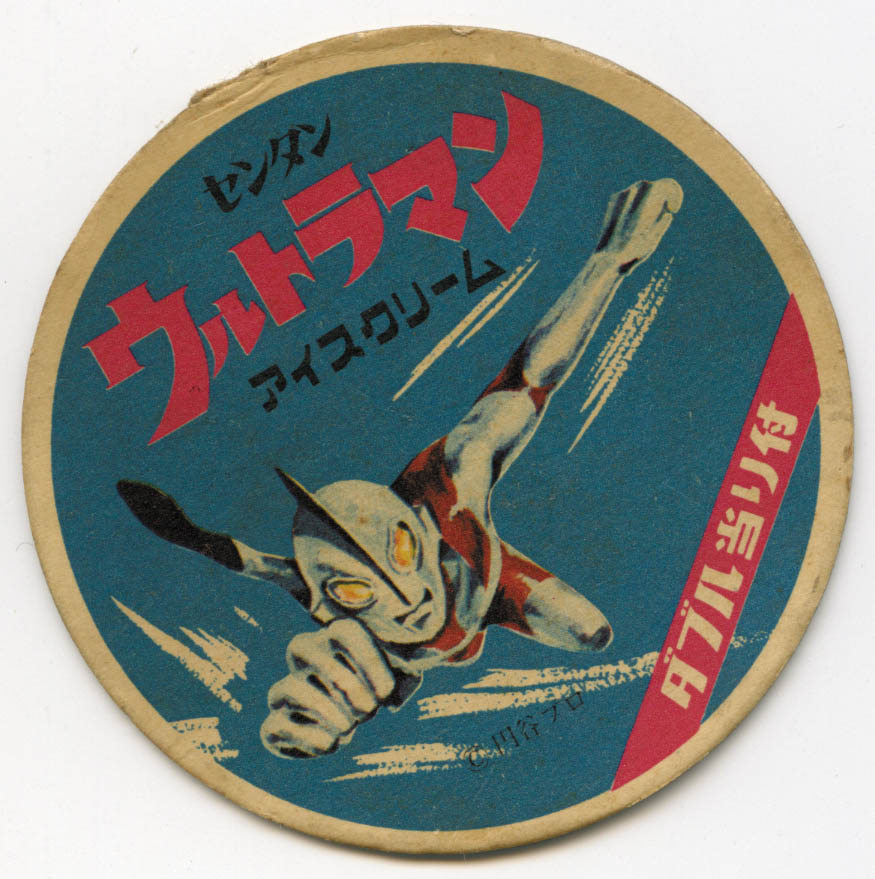 センタン
ウルトラマン
アイスクリーム
ダブル当り付
© 円谷プロ